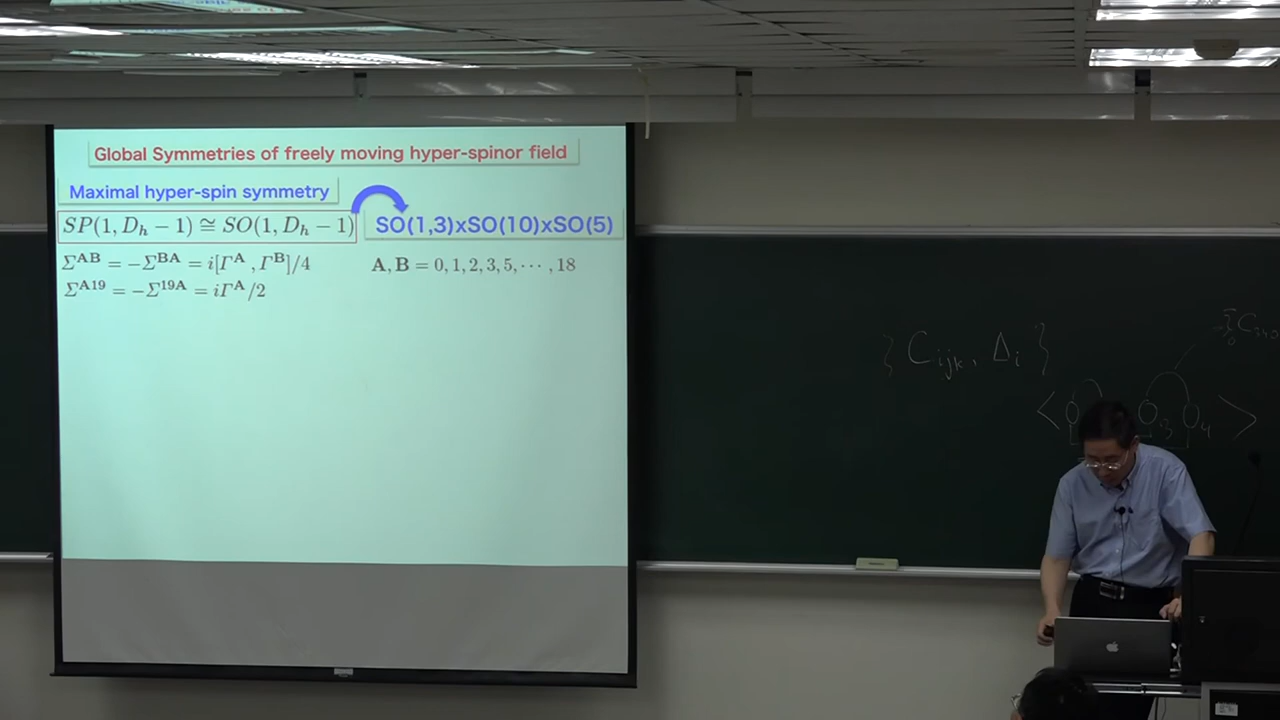 Global Symmetries of freely moving hyper-spinor field
Maximal hyper-spin symmetry
SP(1, D_h − 1) ≅ SO(1, D_h − 1) SO(1,3)xSO(10)xSO(5)
Σ^{AB} = −Σ^{BA} = i[Γ^A , Γ^B]/4 A, B = 0, 1, 2, 3, 5, ⋯ , 18
Σ^{A19} = −Σ^{19A} = iΓ^A/2
{ C_{ijk}, Δ_i }
< 3 4 >